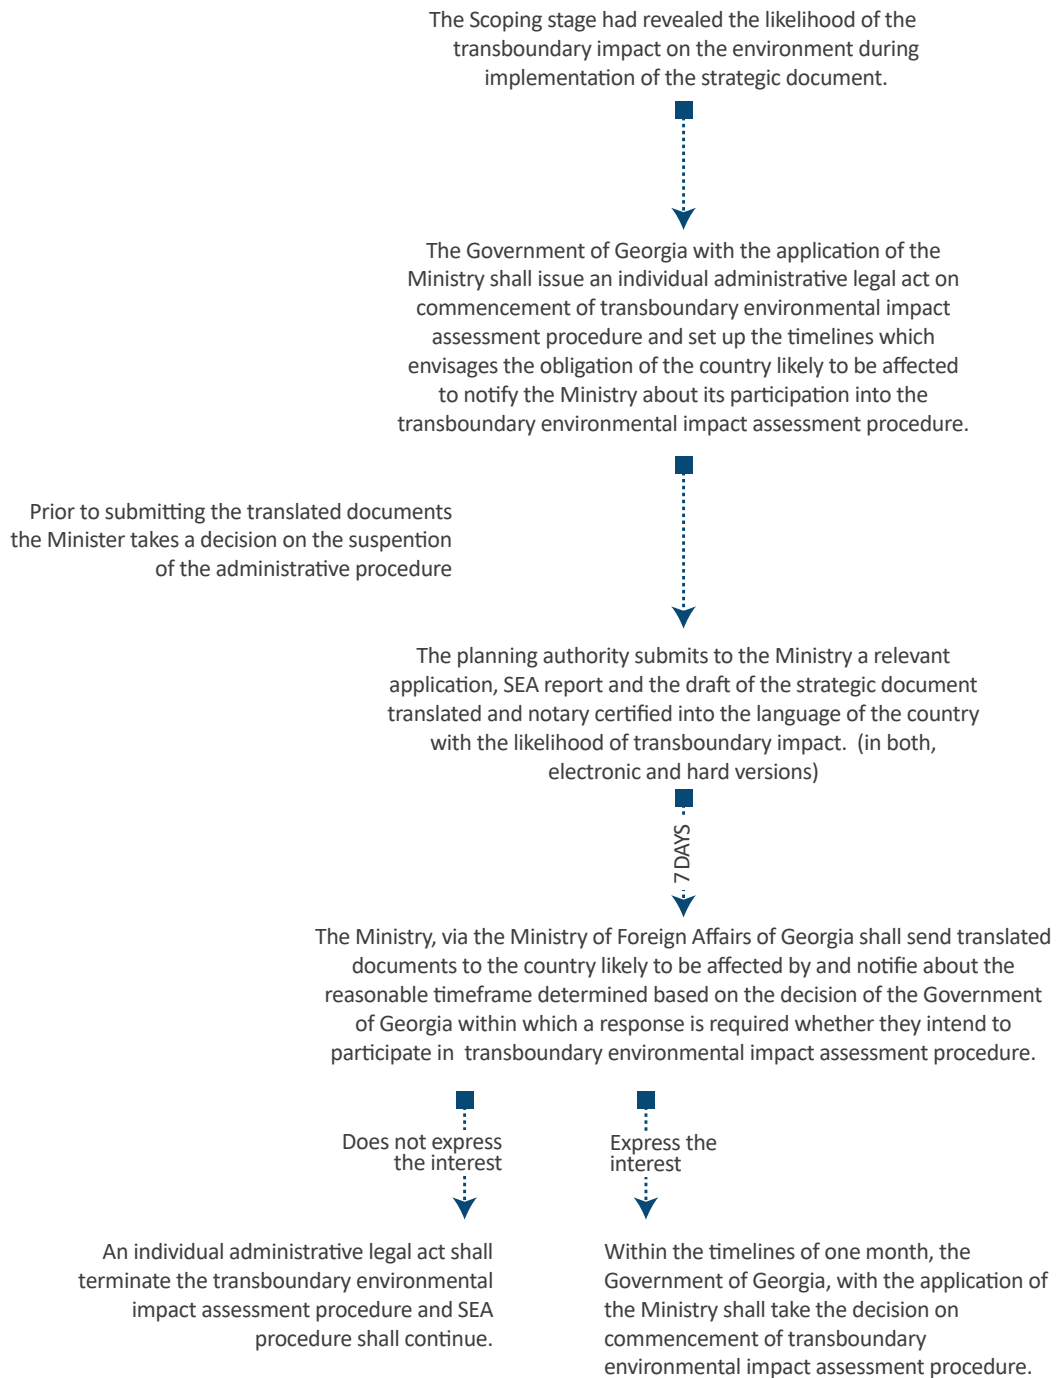 The Scoping stage had revealed the likelihood of the
transboundary impact on the environment during
implementation of the strategic document.
The Government of Georgia with the application of the
Ministry shall issue an individual administrative legal act on
commencement of transboundary environmental impact
assessment procedure and set up the timelines which
envisages the obligation of the country likely to be affected
to notify the Ministry about its participation into the
transboundary environmental impact assessment procedure.
Prior to submitting the translated documents
the Minister takes a decision on the suspention
of the administrative procedure
The planning authority submits to the Ministry a relevant
application, SEA report and the draft of the strategic document
translated and notary certified into the language of the country
with the likelihood of transboundary impact.  (in both,
electronic and hard versions)
7 DAYS
The Ministry, via the Ministry of Foreign Affairs of Georgia shall send translated
documents to the country likely to be affected by and notifie about the
reasonable timeframe determined based on the decision of the Government
of Georgia within which a response is required whether they intend to
participate in  transboundary environmental impact assessment procedure.
Does not express
the interest
Express the
interest
An individual administrative legal act shall
terminate the transboundary environmental
impact assessment procedure and SEA
procedure shall continue.
Within the timelines of one month, the
Government of Georgia, with the application of
the Ministry shall take the decision on
commencement of transboundary
environmental impact assessment procedure.